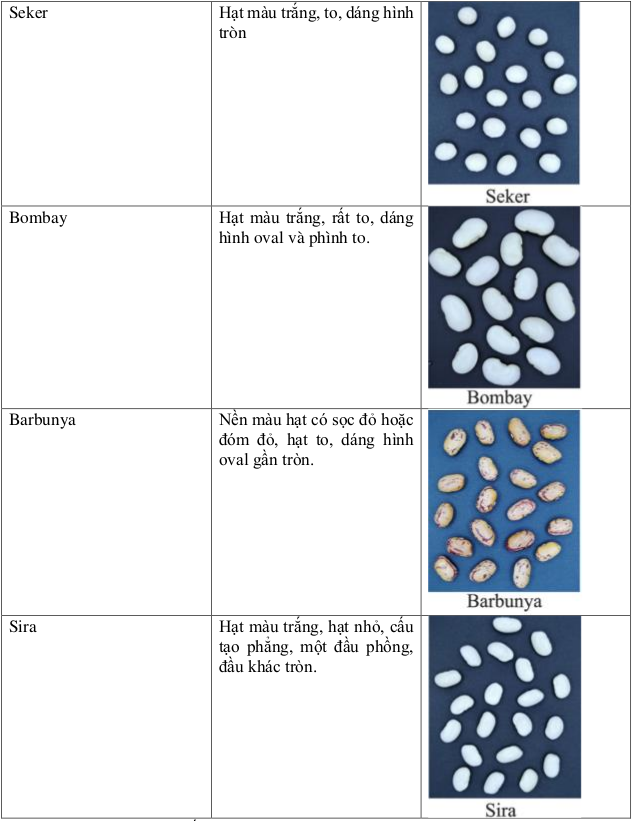 Seker
Hạt màu trắng, to, dáng hình
tròn
Seker
Bombay
Hạt màu trắng, rất to, dáng
hình oval và phình to.
Bombay
Barbunya
Nền màu hạt có sọc đỏ hoặc
đóm đỏ, hạt to, dáng hình
oval gần tròn.
Barbunya
Sira
Hạt màu trắng, hạt nhỏ, cấu
tạo phẳng, một đầu phồng,
đầu khác tròn.
Sira